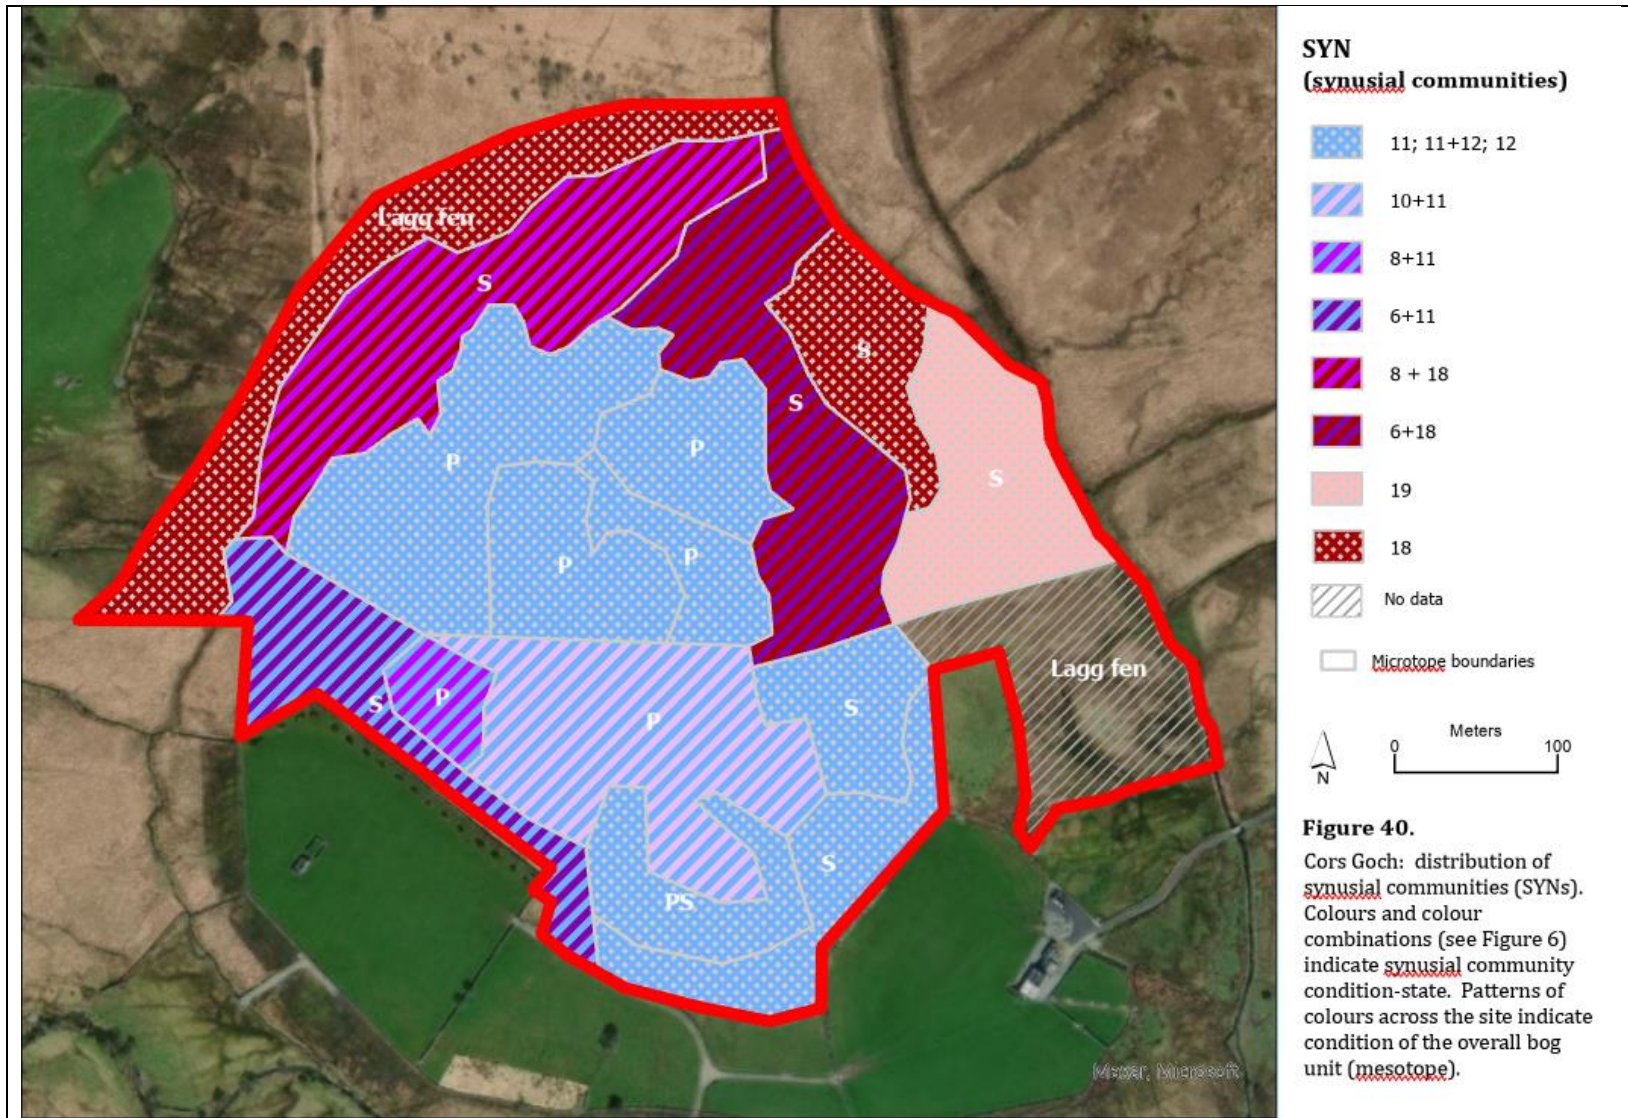 SYN
(synusial communities)
11; 11+12; 12
10+11
8+11
6+11
8 + 18
6+18
19
18
No data
Microtope boundaries
Meters
0 100
N
Figure 40.
Cors Goch: distribution of
synusial communities (SYNs).
Colours and colour
combinations (see Figure 6)
indicate synusial community
condition-state. Patterns of
colours across the site indicate
condition of the overall bog
unit (mesotope).
Lagg fen
S
S
S
P
P
S
P
P
Lagg fen
P
S
P
S
S
PS
Maxar, Microsoft